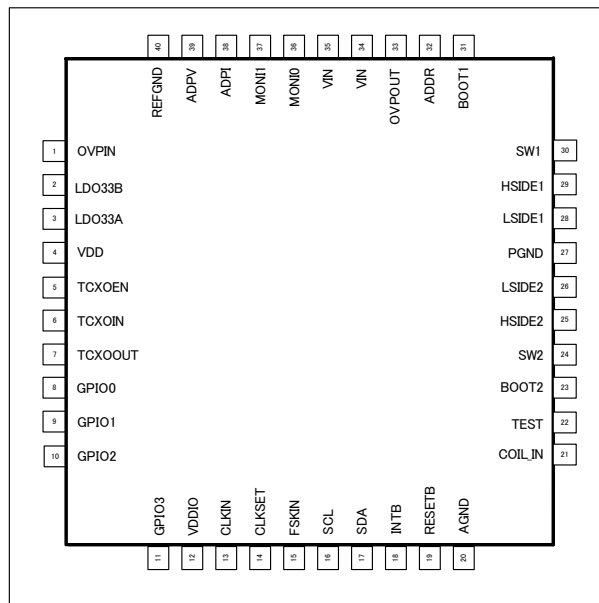 40 39 38 37 36 35 34 33 32 31
REFGND ADPV ADPI MONI1 MONI0 VIN VIN OVPOUT ADDR BOOT1
1 OVPIN
2 LDO33B
3 LDO33A
4 VDD
5 TCXOEN
6 TCXOIN
7 TCXOOUT
8 GPIO0
9 GPIO1
10 GPIO2
SW1 30
HSIDE1 29
LSIDE1 28
PGND 27
LSIDE2 26
HSIDE2 25
SW2 24
BOOT2 23
TEST 22
COIL_IN 21
GPIO3 VDDIO CLKIN CLKSET FSKIN SCL SDA INTB RESETB AGND
11 12 13 14 15 16 17 18 19 20